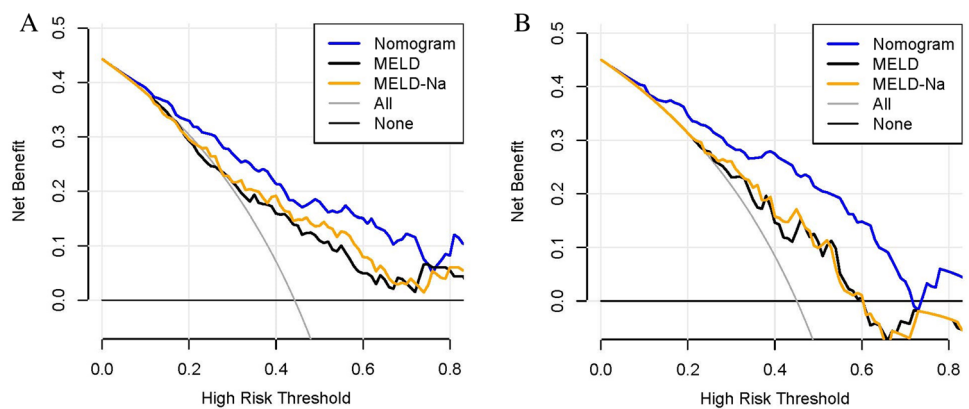 A
0.5
0.4
0.3
0.2
0.1
0.0
Net Benefit
Nomogram
MELD
MELD-Na
All
None
0.0 0.2 0.4 0.6 0.8
High Risk Threshold
B
0.5
0.4
0.3
0.2
0.1
0.0
Net Benefit
Nomogram
MELD
MELD-Na
All
None
0.0 0.2 0.4 0.6 0.8
High Risk Threshold